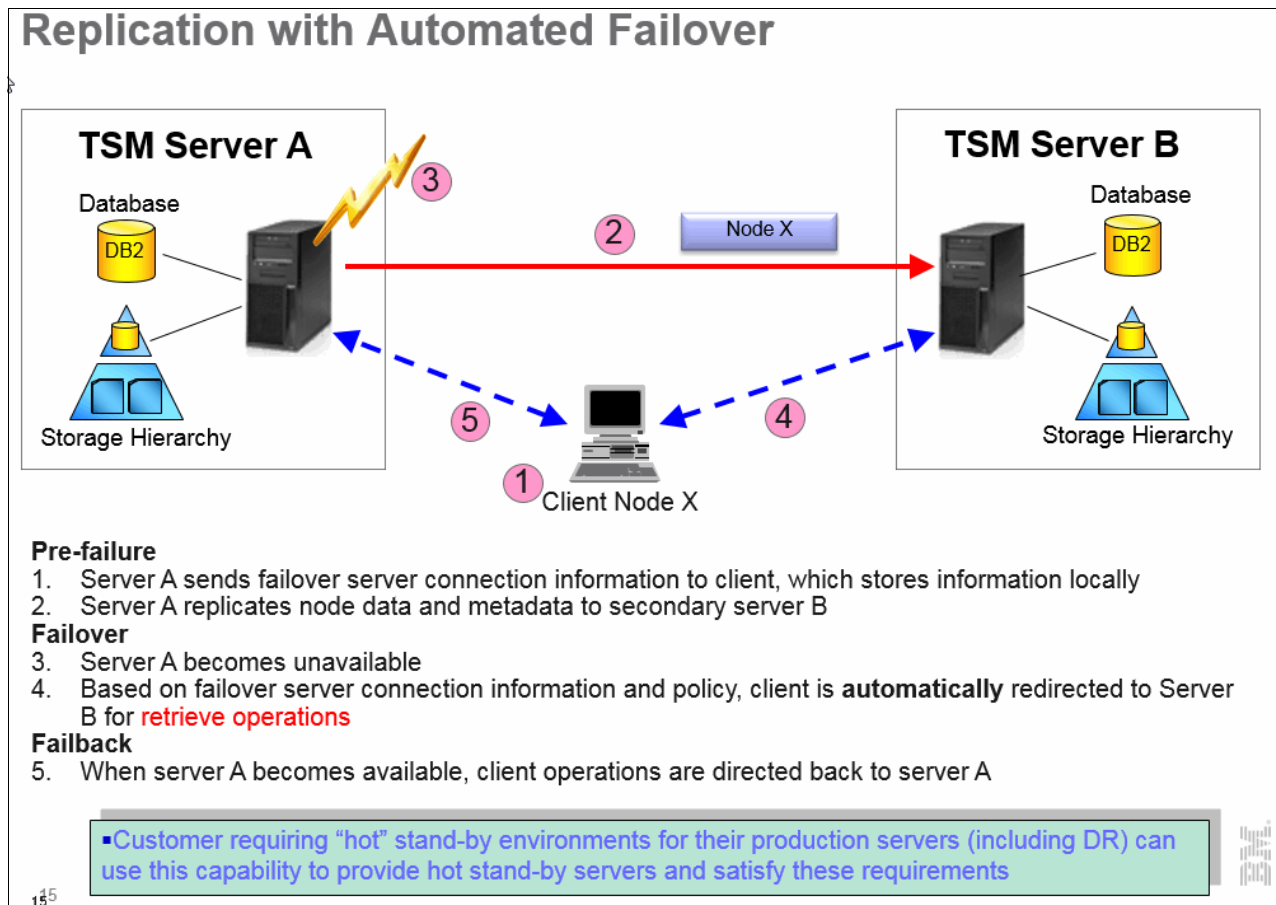 Replication with Automated Failover
TSM Server A
Database
DB2
Storage Hierarchy
3
2
Node X
TSM Server B
Database
DB2
Storage Hierarchy
5
4
1
Client Node X
Pre-failure
1. Server A sends failover server connection information to client, which stores information locally
2. Server A replicates node data and metadata to secondary server B
Failover
3. Server A becomes unavailable
4. Based on failover server connection information and policy, client is automatically redirected to Server
B for retrieve operations
Failback
5. When server A becomes available, client operations are directed back to server A
▪Customer requiring “hot” stand-by environments for their production servers (including DR) can
use this capability to provide hot stand-by servers and satisfy these requirements
IBM
15
15